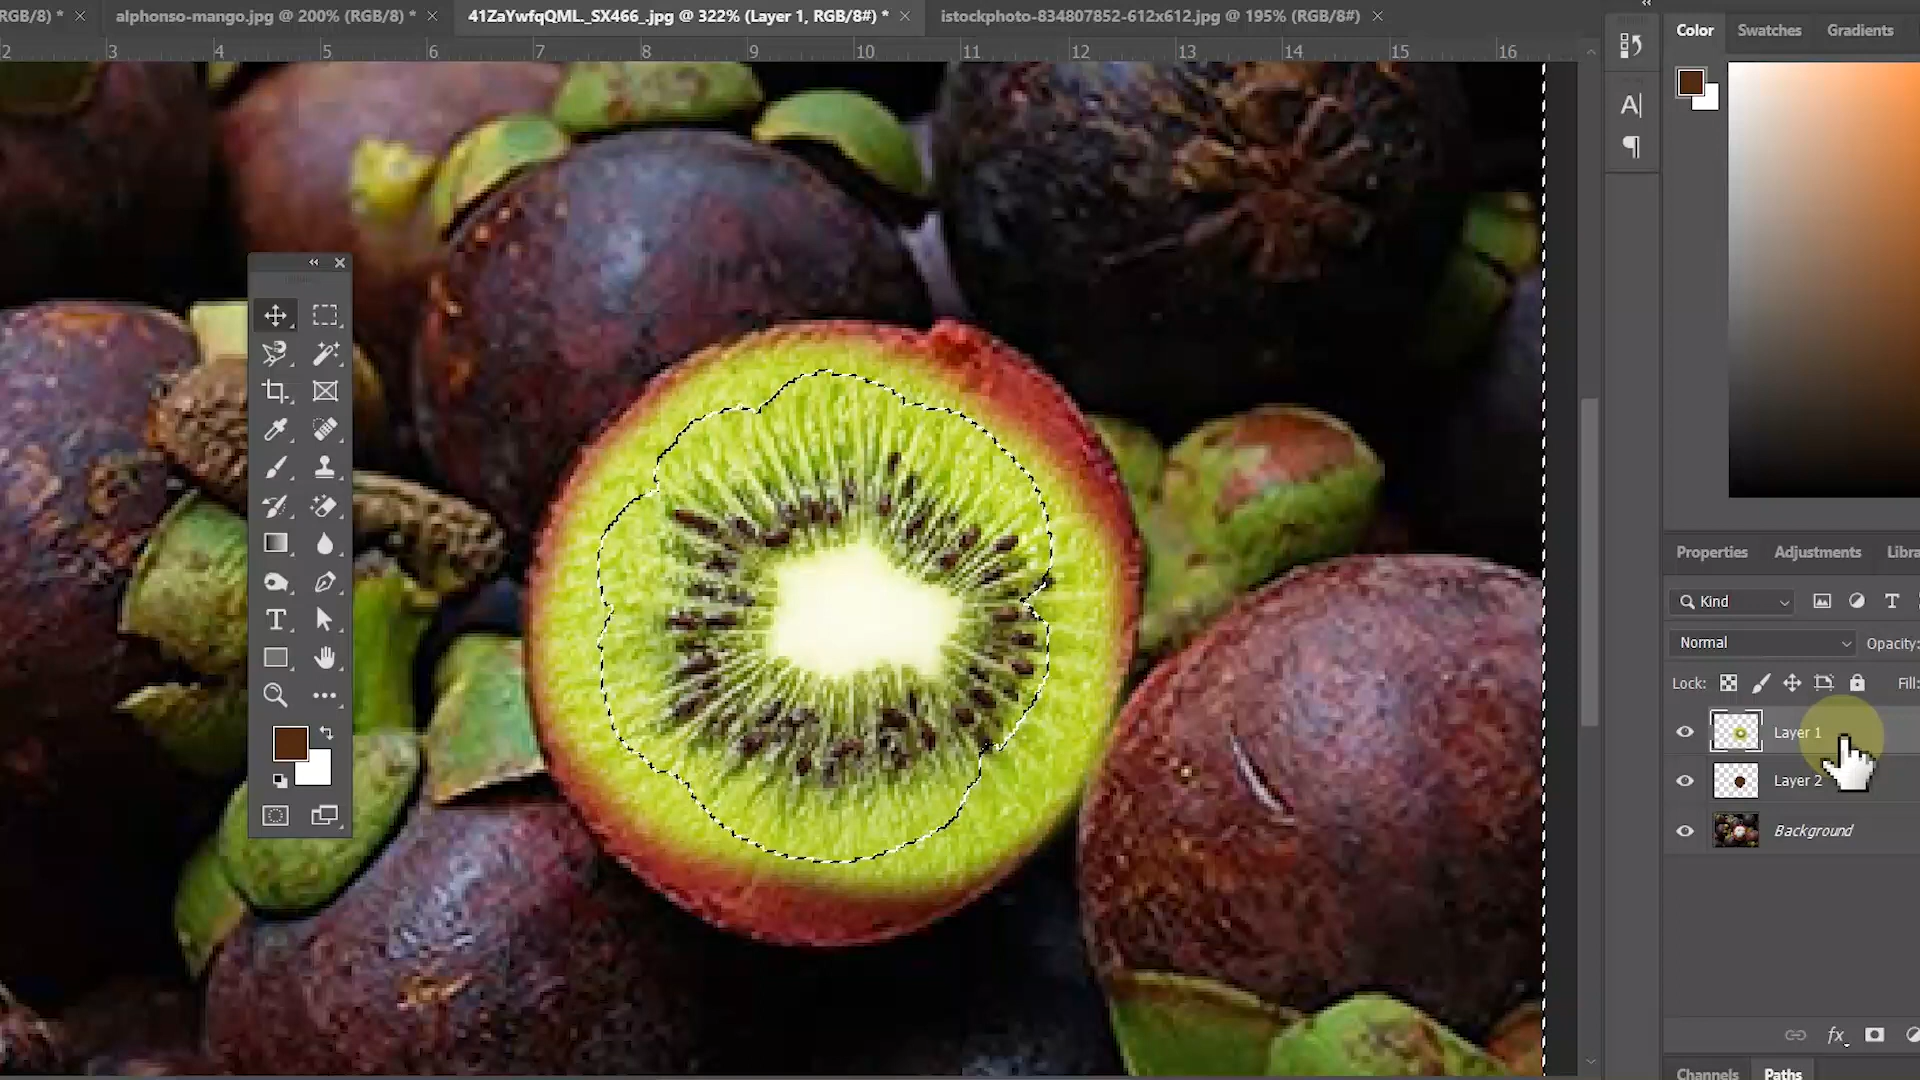 RGB/8) *
alphonso-mango.jpg @ 200% (RGB/8) *
41ZaYwfqQML._SX466_.jpg @ 322% (Layer 1, RGB/8#) *
istockphoto-834807852-612x612.jpg @ 195% (RGB/8#)
2 3 4 5 6 7 8 9 10 11 12 13 14 15 16
Color Swatches Gradients
Properties Adjustments Libra
Kind
Normal Opacity:
Lock: Fill:
Layer 1
Layer 2
Background
fx
Channels Paths